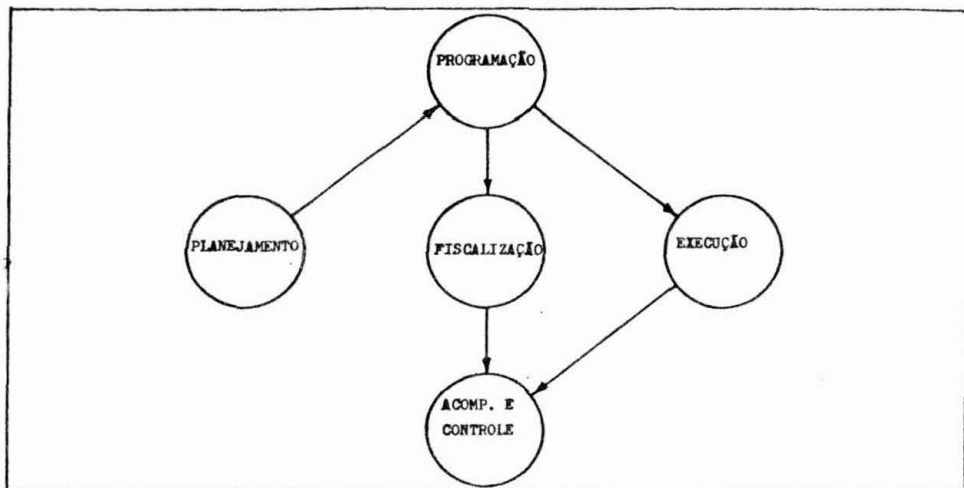 PROGRAMAÇÃO
PLANEJAMENTO
FISCALIZAÇÃO
EXECUÇÃO
ACOMP. E
CONTROLE